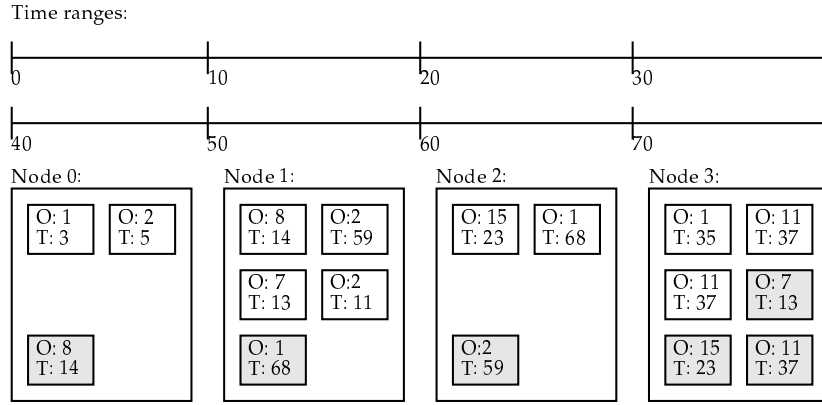 Time ranges:
0 10 20 30
40 50 60 70
Node 0: Node 1: Node 2: Node 3:
O: 1 O: 2 O: 8 O:2 O: 15 O: 1 O: 1 O: 11
T: 3 T: 5 T: 14 T: 59 T: 23 T: 68 T: 35 T: 37
O: 7 O:2 O: 11 O: 7
T: 13 T: 11 T: 37 T: 13
O: 8 O: 1 O:2 O: 15 O: 11
T: 14 T: 68 T: 59 T: 23 T: 37